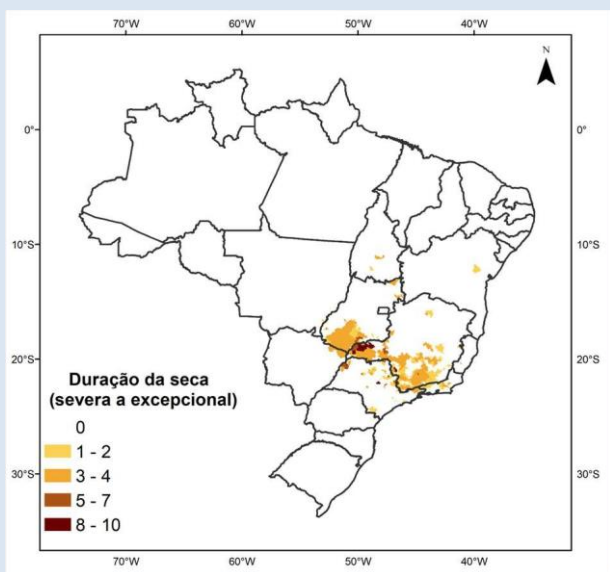 70°W 60°W 50°W 40°W
N
0° 0°
10°S 10°S
20°S 20°S
Duração da seca
(severa a excepcional)
0
1 - 2
30°S 30°S
3 - 4
5 - 7
8 - 10
70°W 60°W 50°W 40°W